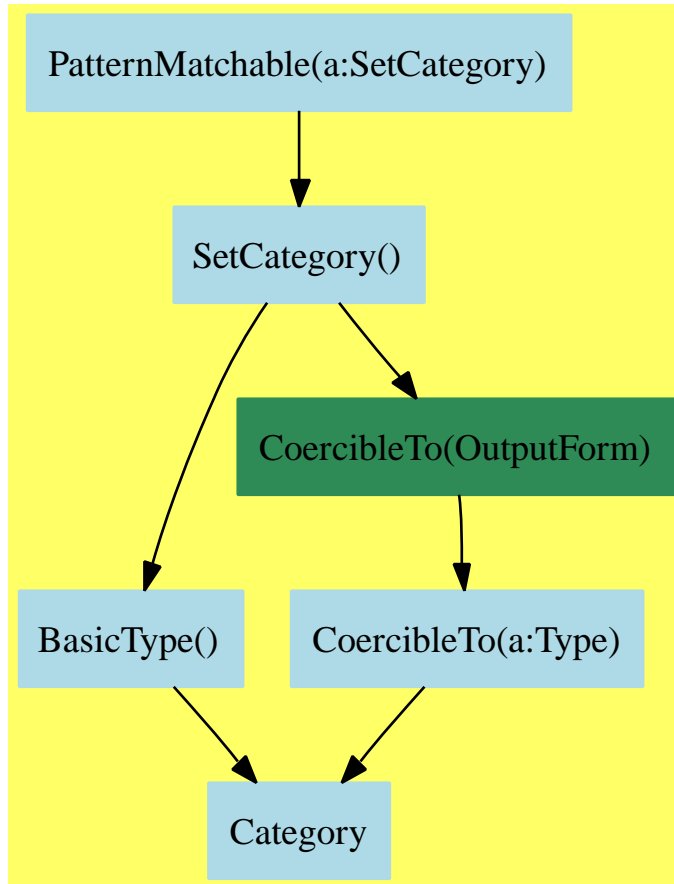 PatternMatchable(a:SetCategory)
SetCategory()
CoercibleTo(OutputForm)
BasicType()
CoercibleTo(a:Type)
Category